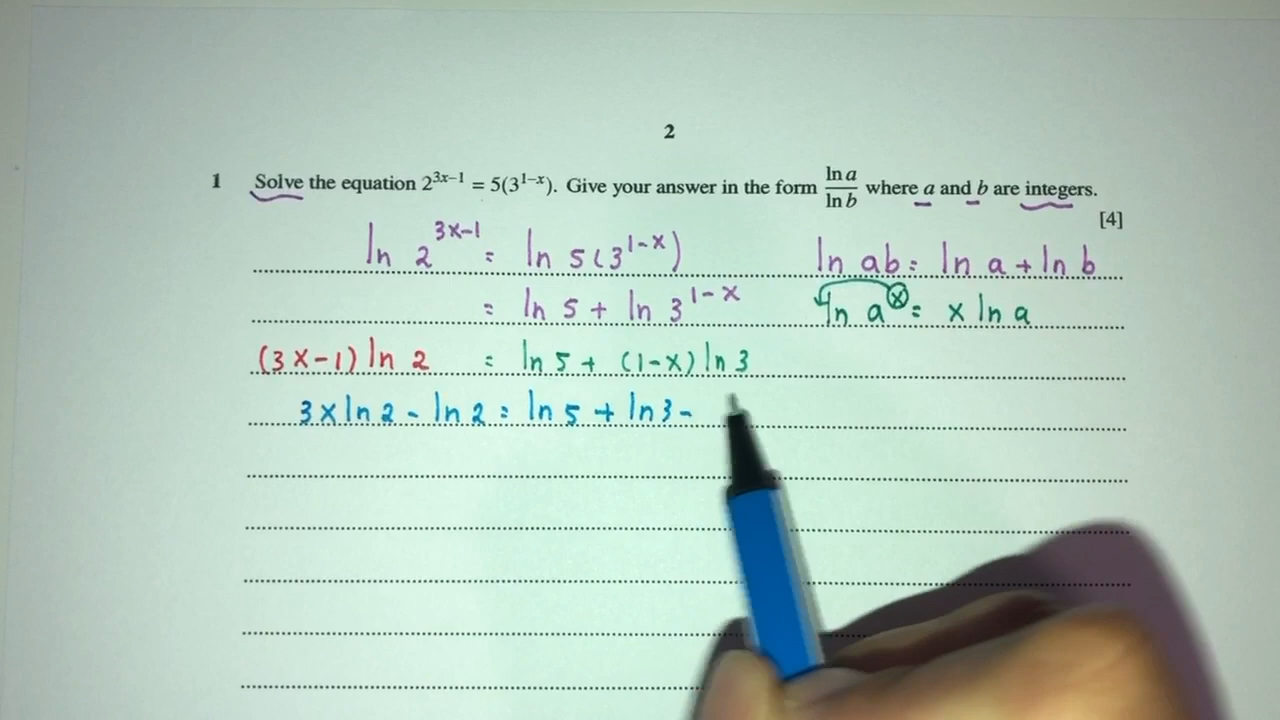 2
1 Solve the equation 2^{3x−1} = 5(3^{1−x}). Give your answer in the form \frac{ln a}{ln b} where a and b are integers.
[4]
ln 2^{3x-1} = ln 5(3^{1-x}) ln ab = ln a + ln b
= ln 5 + ln 3^{1-x} ln a^{x} = x ln a
(3x-1) ln 2 = ln 5 + (1-x) ln 3
3x ln 2 - ln 2 = ln 5 + ln 3 -